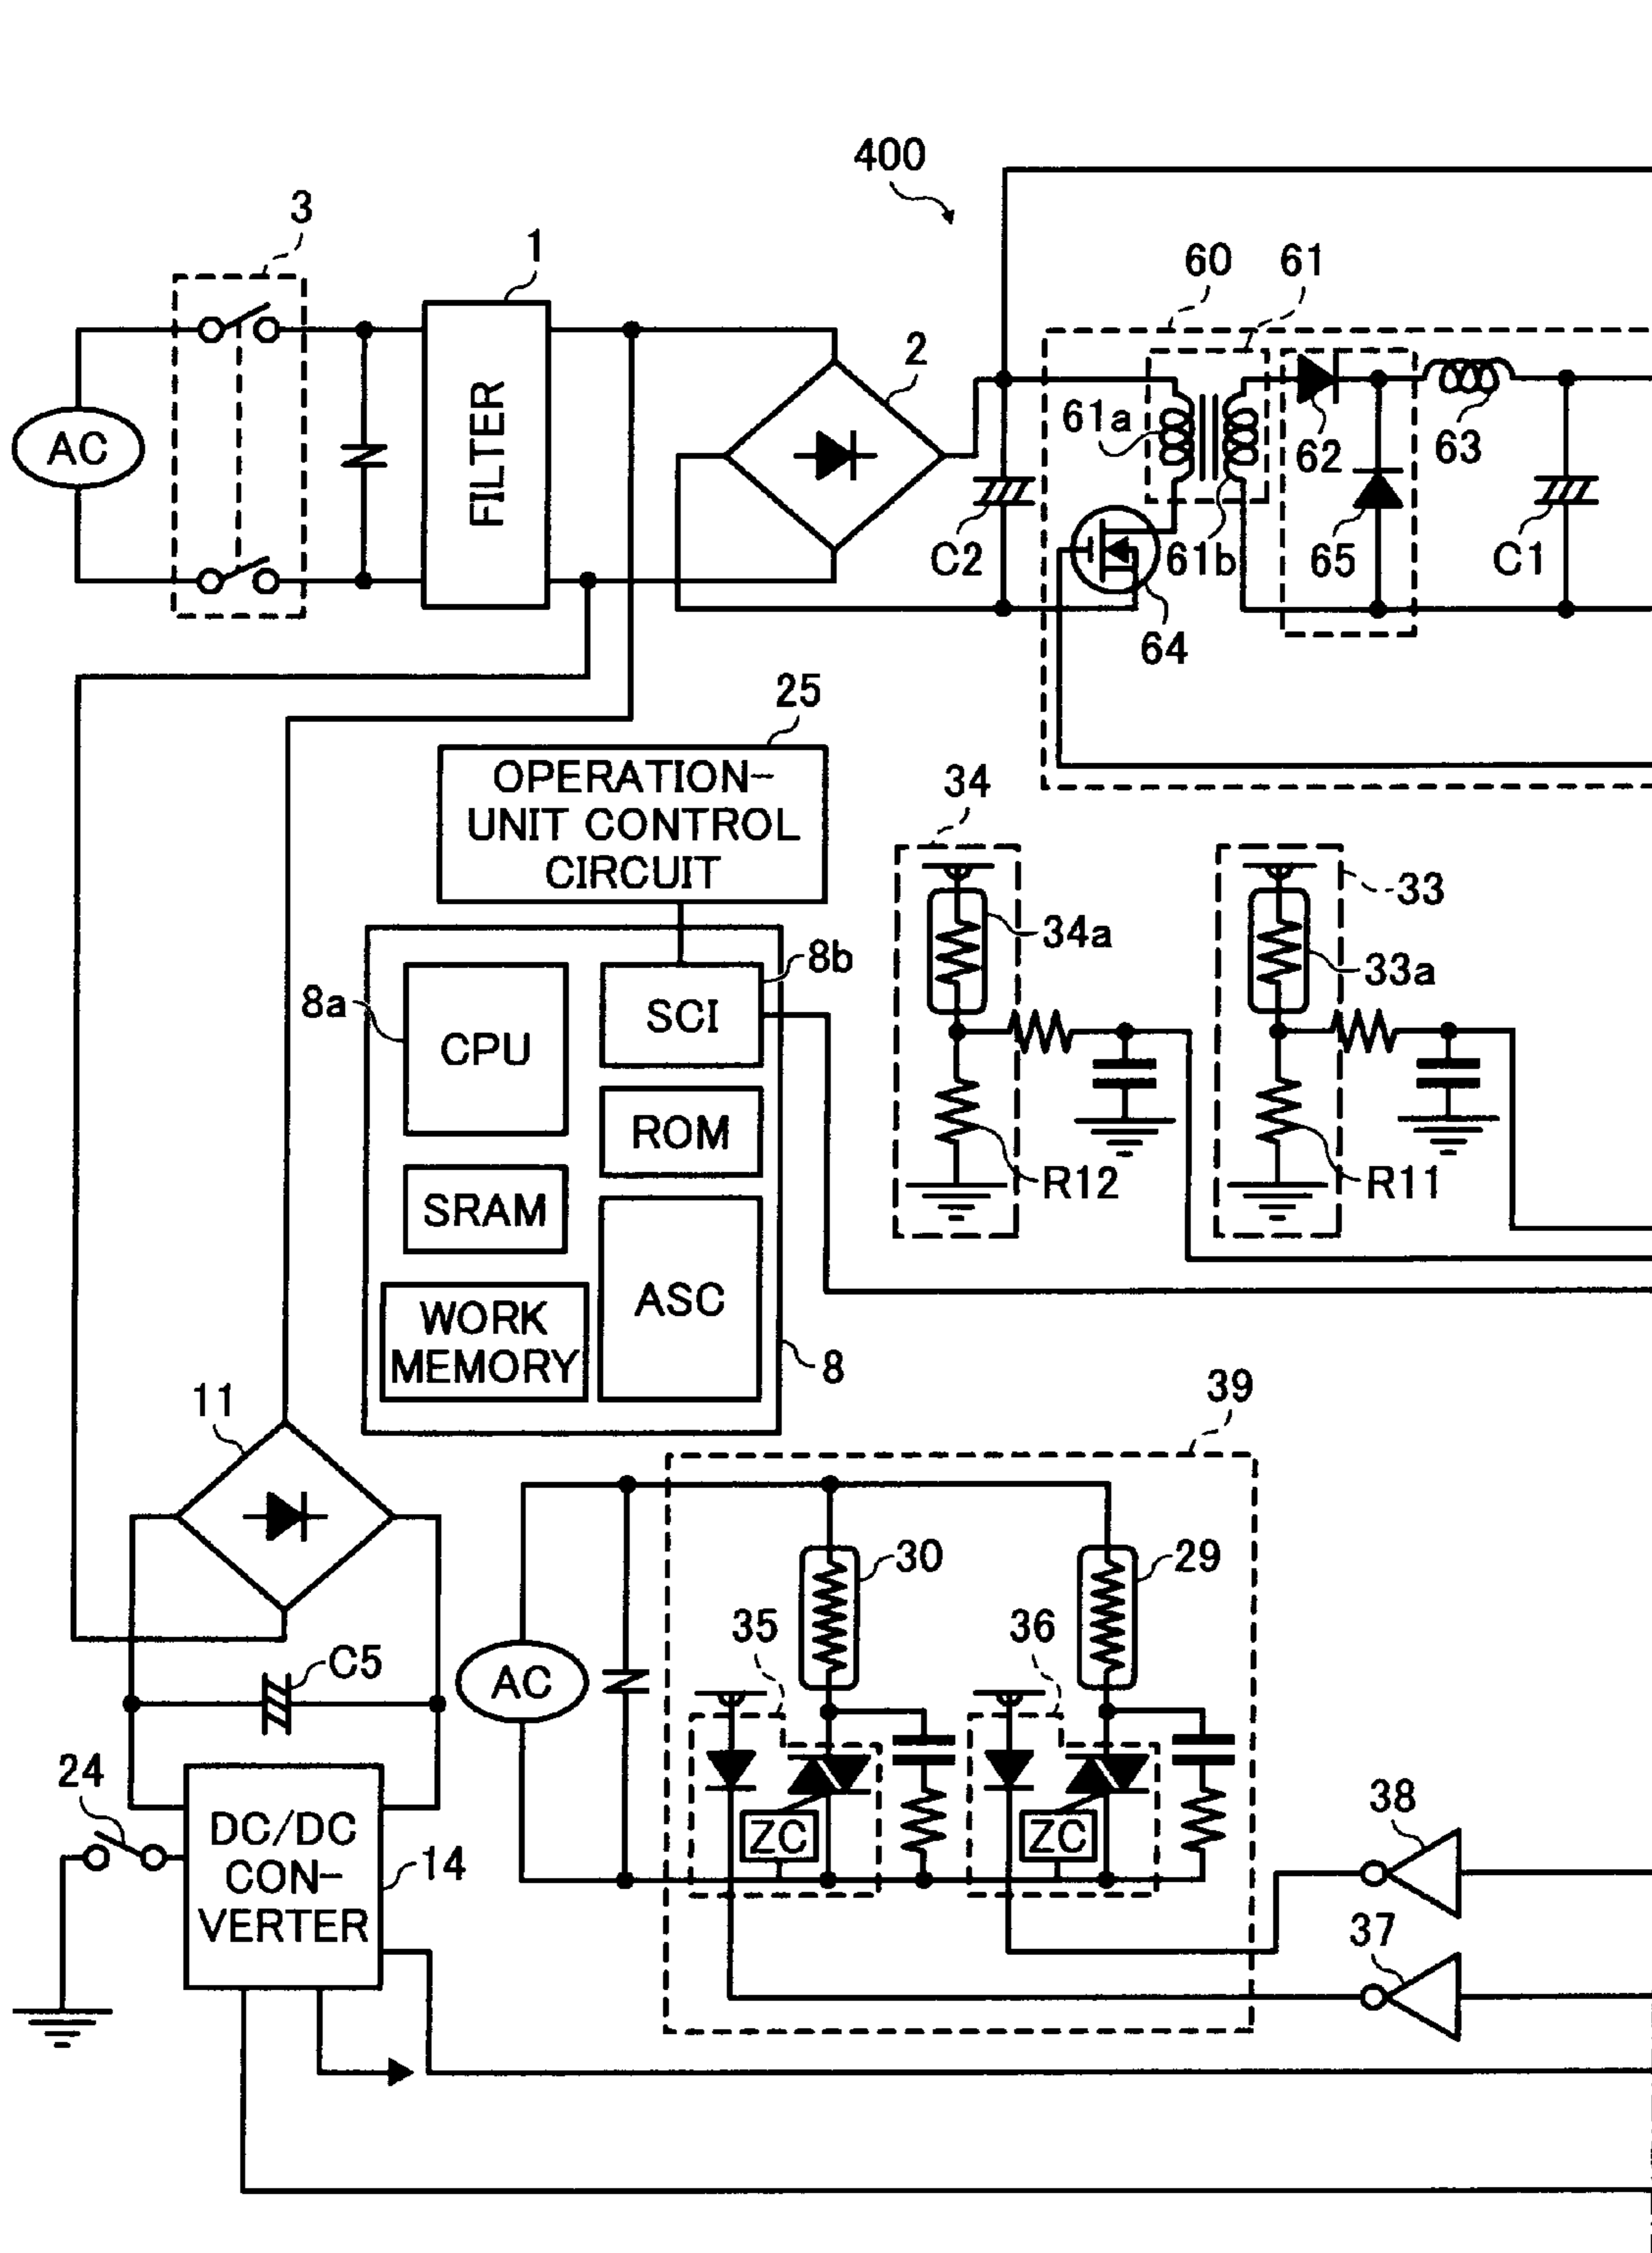 400
3
1
60
61
2
AC
FILTER
61a
62
63
C2
61b
65
C1
64
25
OPERATION-
UNIT CONTROL
CIRCUIT
34
33
34a
8b
33a
8a
SCI
CPU
ROM
R12
R11
SRAM
ASC
WORK
MEMORY
8
11
39
30
29
35
36
C5
AC
24
38
DC/DC
CON-
VERTER
14
ZC
ZC
37